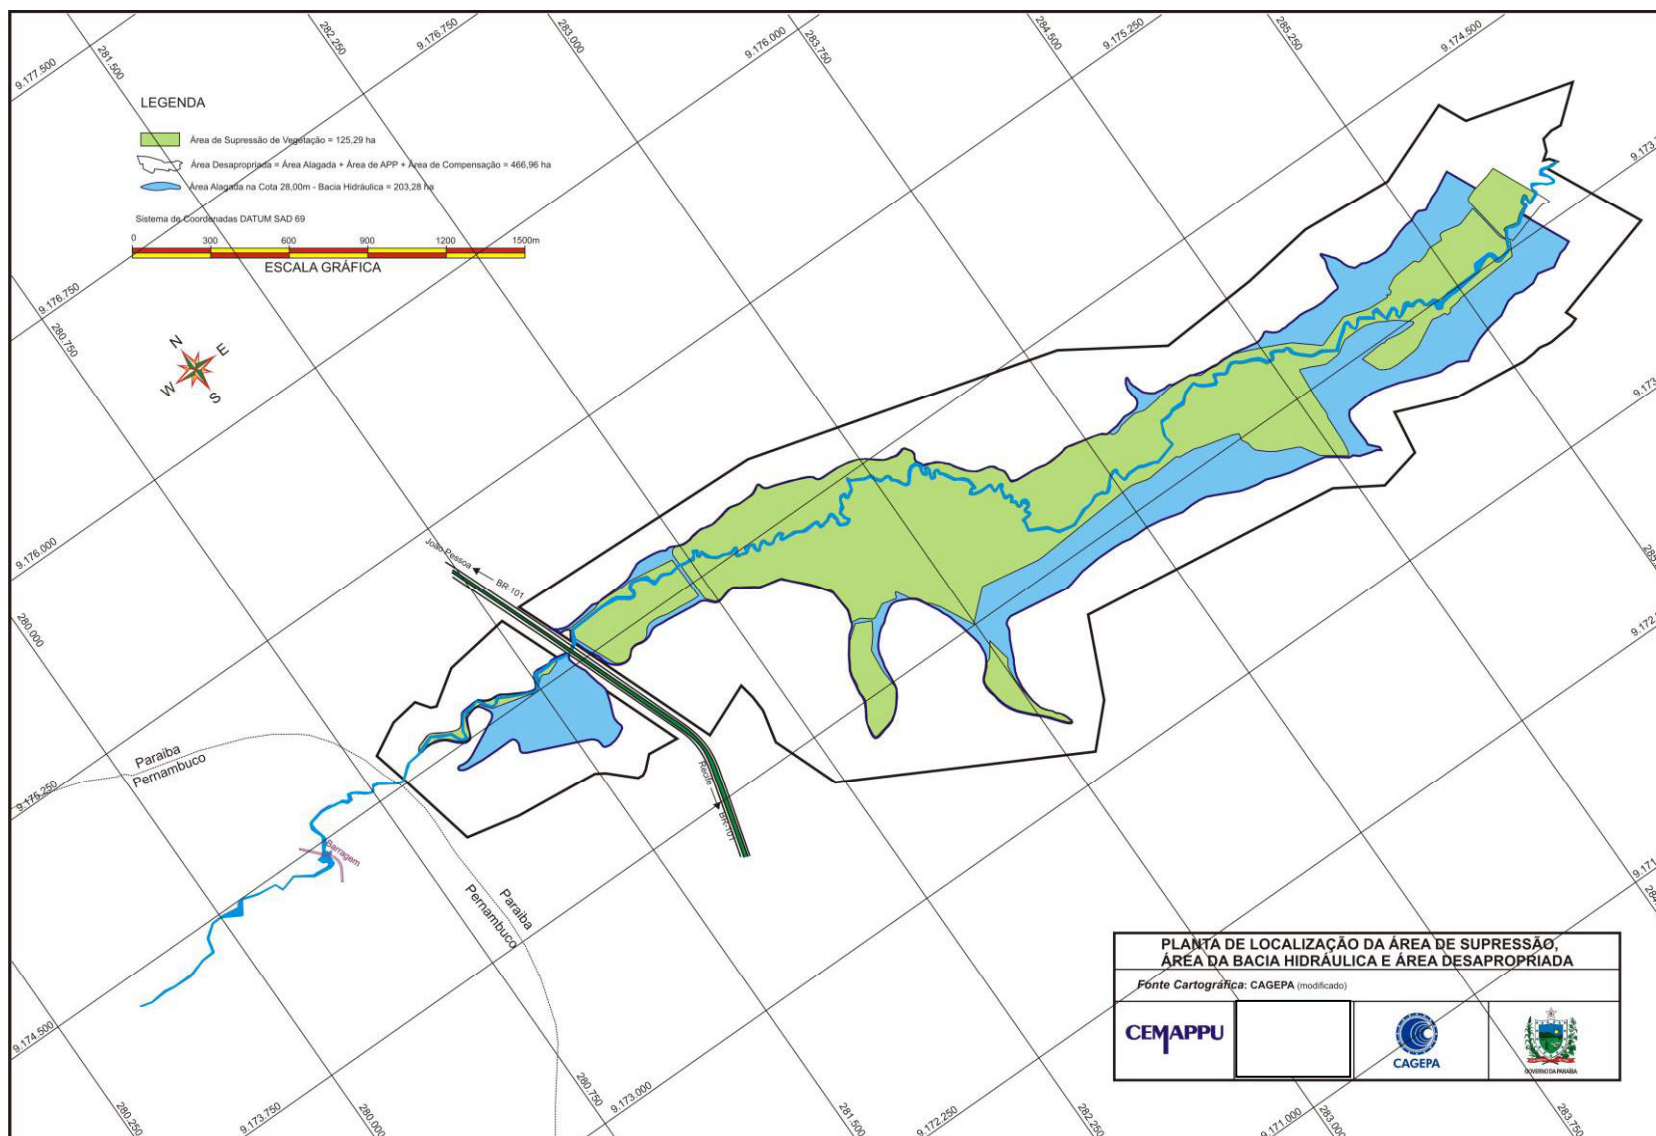 9.177.500
281.500
282.250
9.176.750
283.000
9.176.000
283.750
284.500
9.175.250
285.250
9.174.500
LEGENDA
Área de Supressão de Vegetação = 125,29 ha
Área Desapropriada = Área Alagada + Área de APP + Área de Compensação = 466,96 ha
Área Alagada na Cota 28,00m - Bacia Hidráulica = 203,28 ha
Sistema de Coordenadas DATUM SAD 69
0 300 600 900 1200 1500m
ESCALA GRÁFICA
9.176.750
280.750
N
E
W
S
9.176.000
280.000
João Pessoa
BR-101
Paraiba
Pernambuco
9.175.250
Recife
BR-101
Barragem
Paraiba
Pernambuco
9.174.500
280.250
9.173.750
280.000
280.750
9.173.000
281.500
9.172.250
282.250
9.171.000
283.000
283.750
PLANTA DE LOCALIZAÇÃO DA ÁREA DE SUPRESSÃO,
ÁREA DA BACIA HIDRÁULICA E ÁREA DESAPROPRIADA
Fonte Cartográfica: CAGEPA (modificado)
CEMAPPU
CAGEPA
GOVERNO DA PARAÍBA